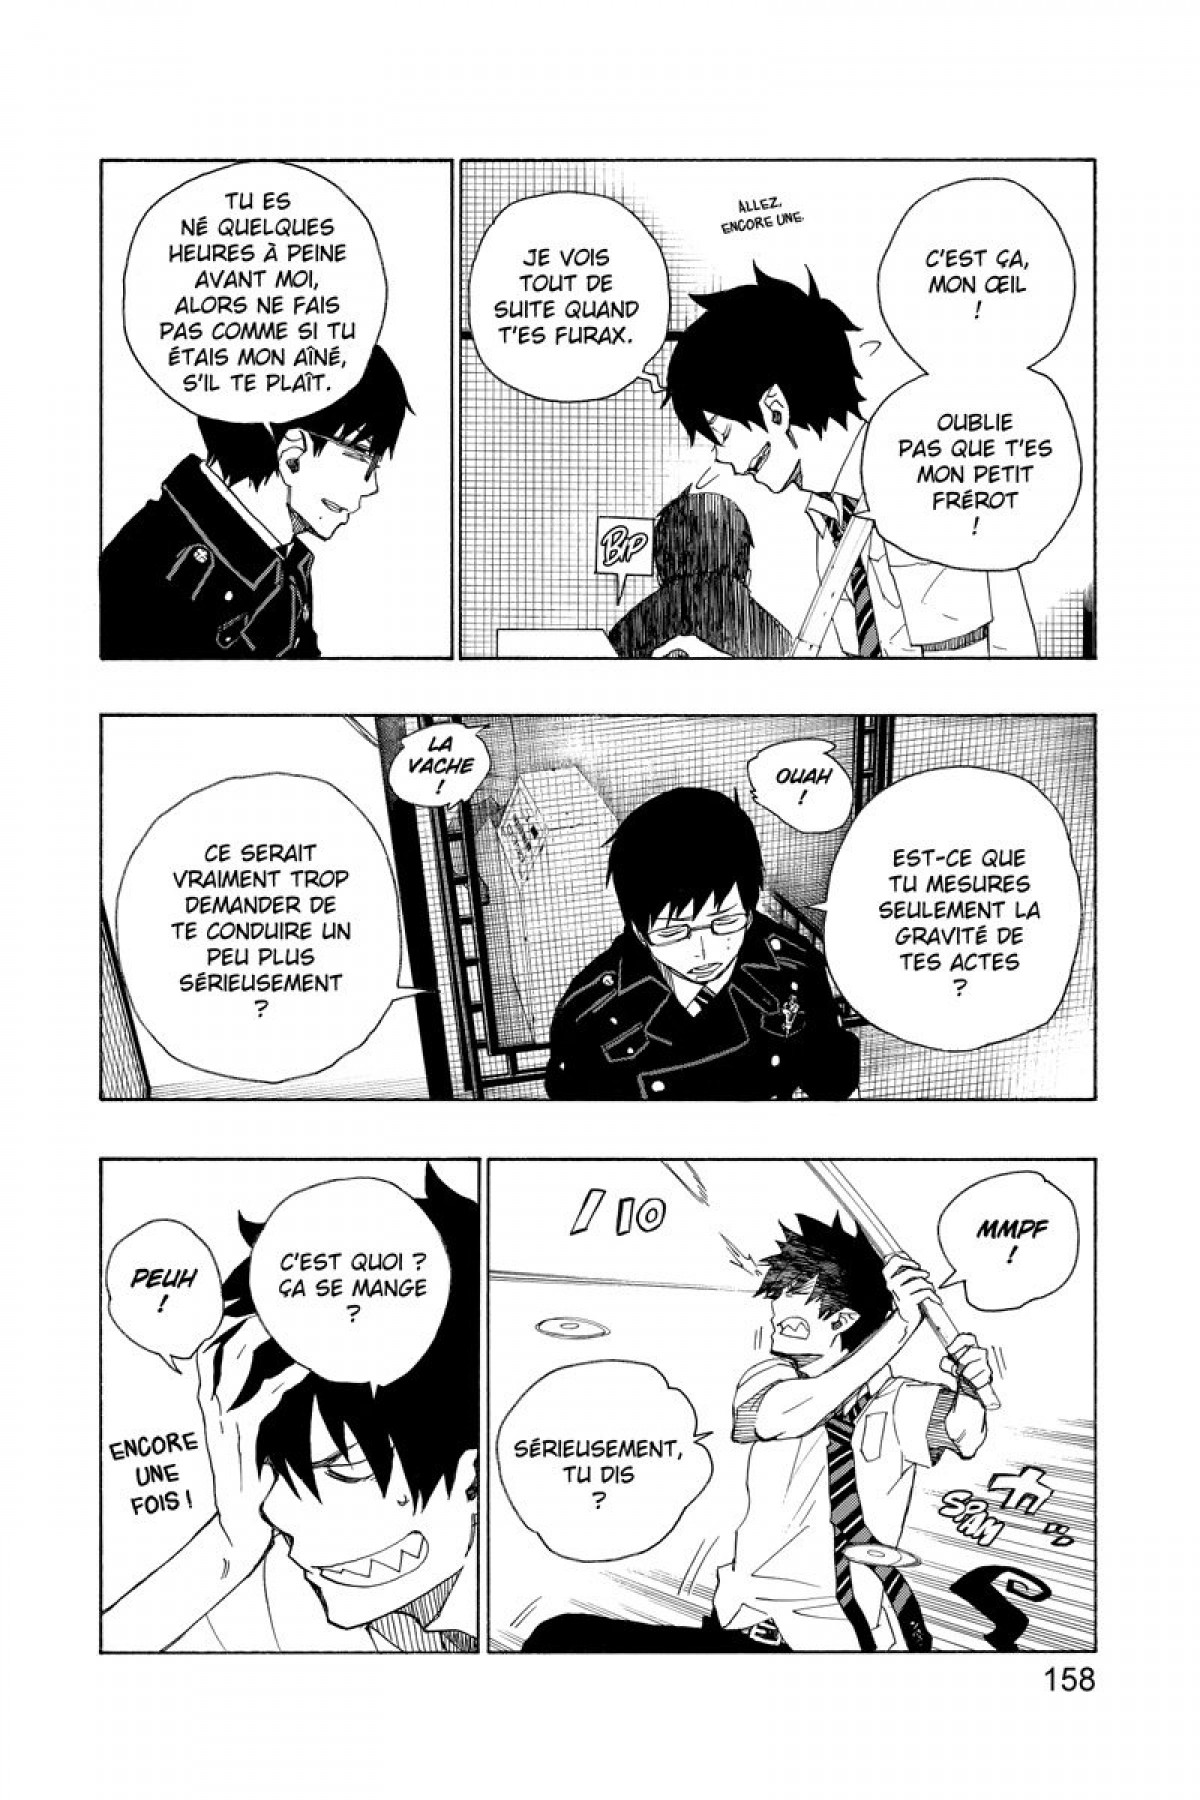 C'EST ÇA,
MON ŒIL
!
OUBLIE
PAS QUE T'ES
MON PETIT
FRÉROT
!
ALLEZ,
ENCORE UNE.
JE VOIS
TOUT DE
SUITE QUAND
T'ES FURAX.
BIP
TU ES
NÉ QUELQUES
HEURES À PEINE
AVANT MOI,
ALORS NE FAIS
PAS COMME SI TU
ÉTAIS MON AÎNÉ,
S'IL TE PLAÎT.
EST-CE QUE
TU MESURES
SEULEMENT LA
GRAVITÉ DE
TES ACTES
?
OUAH
!
LA
VACHE
!
CE SERAIT
VRAIMENT TROP
DEMANDER DE
TE CONDUIRE UN
PEU PLUS
SÉRIEUSEMENT
?
MMPF
!
/ 10
SÉRIEUSEMENT,
TU DIS
?
SPAM
C'EST QUOI ?
ÇA SE MANGE
?
PEUH
!
ENCORE
UNE
FOIS !
158